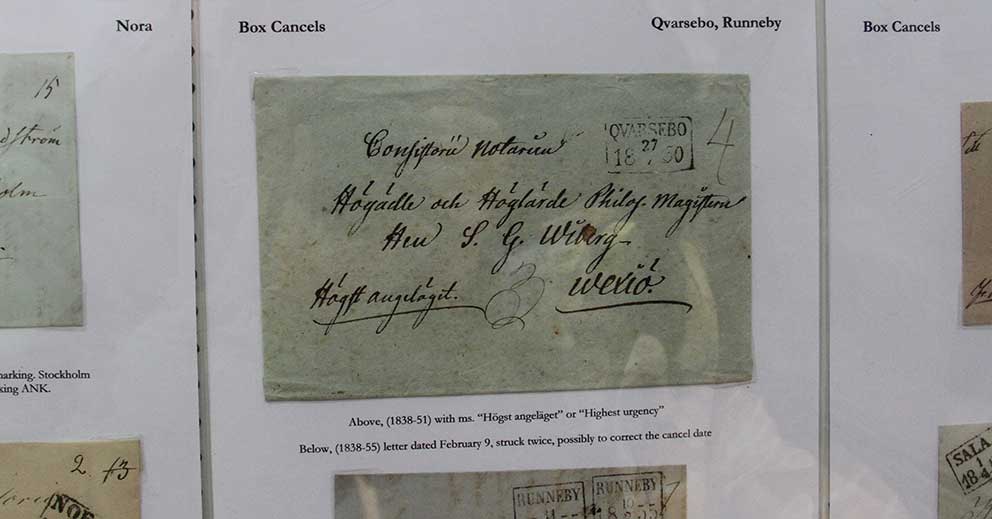 Nora
15
marking. Stockholm
king ANK.
2.
Box Cancels
Qvarsebo, Runneby
QVARSEBO
27
18 7 50
4
Consistorii Notarien
Högädle och Höglärde Philos. Magistern
Herr S. G. Wiberg
Wexiö.
Högst angelägit.
3
Above, (1838-51) with ms. “Högst angeläget” or “Highest urgency”
Below, (1838-55) letter dated February 9, struck twice, possibly to correct the cancel date
RUNNEBY
RUNNEBY
Box Cancels
SALA